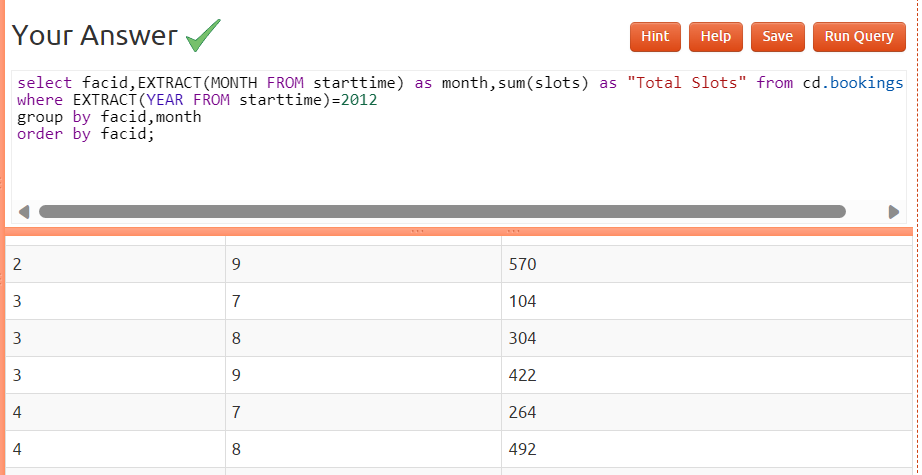 Your Answer
Hint Help Save Run Query
select facid,EXTRACT(MONTH FROM starttime) as month,sum(slots) as "Total Slots" from cd.bookings
where EXTRACT(YEAR FROM starttime)=2012
group by facid,month
order by facid;
2 9 570
3 7 104
3 8 304
3 9 422
4 7 264
4 8 492